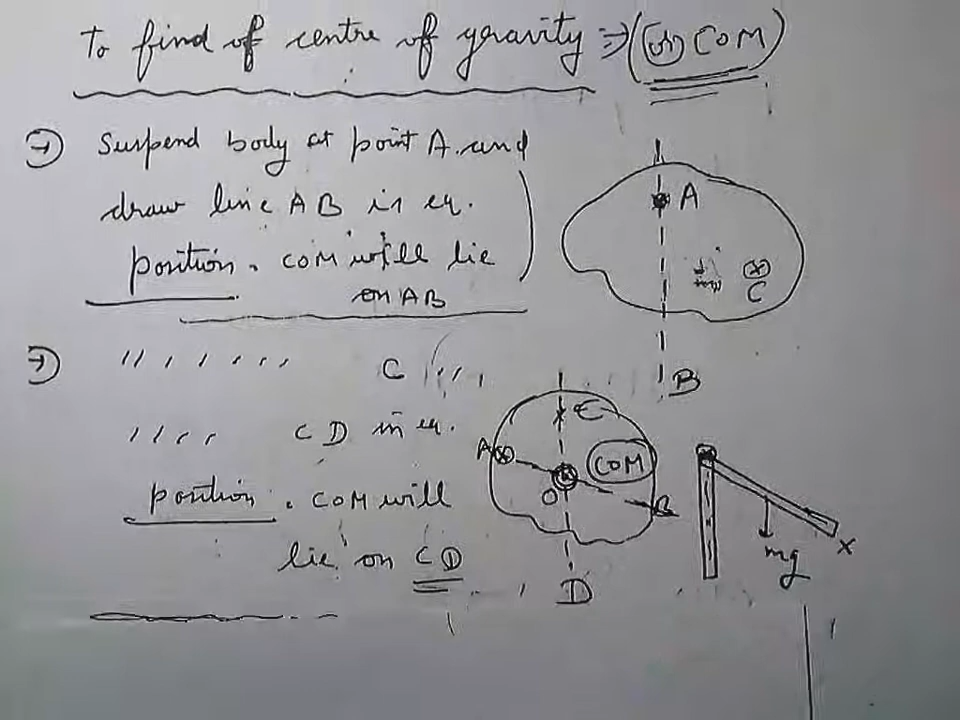 To find of centre of gravity ⇒ (or) COM)
→) Suspend body at point A. and
draw line AB in eq.
position. COM will lie
on AB
→) '' ' ' ' ' ' C ' ' ' '
' ' ' ' CD in eq.
position. COM will
lie on CD
A
C
B
C
A
COM
O
B
D
mg
x